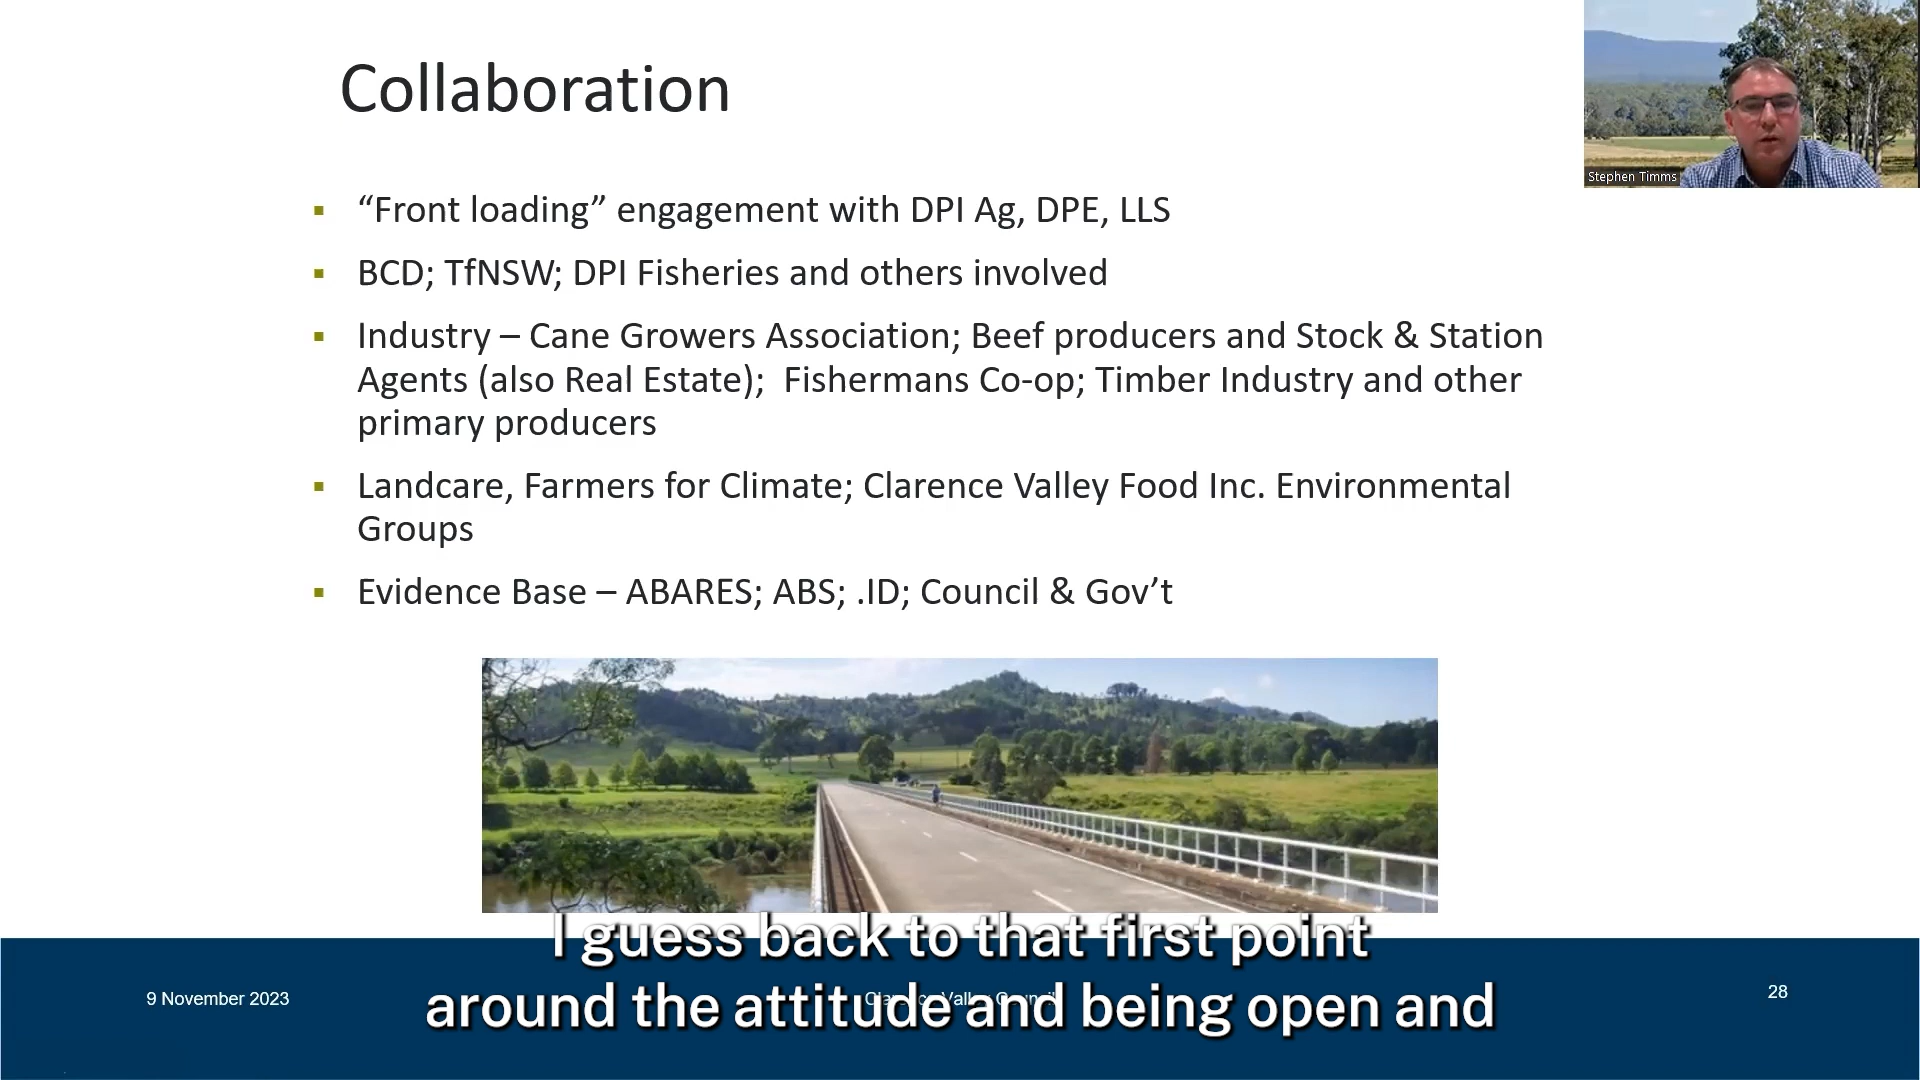 Collaboration
Stephen Timms
“Front loading” engagement with DPI Ag, DPE, LLS
BCD; TfNSW; DPI Fisheries and others involved
Industry – Cane Growers Association; Beef producers and Stock & Station
Agents (also Real Estate);  Fishermans Co-op; Timber Industry and other
primary producers
Landcare, Farmers for Climate; Clarence Valley Food Inc. Environmental
Groups
Evidence Base – ABARES; ABS; .ID; Council & Gov’t
I guess back to that first point
around the attitude and being open and
9 November 2023
Clarence Valley Council
28